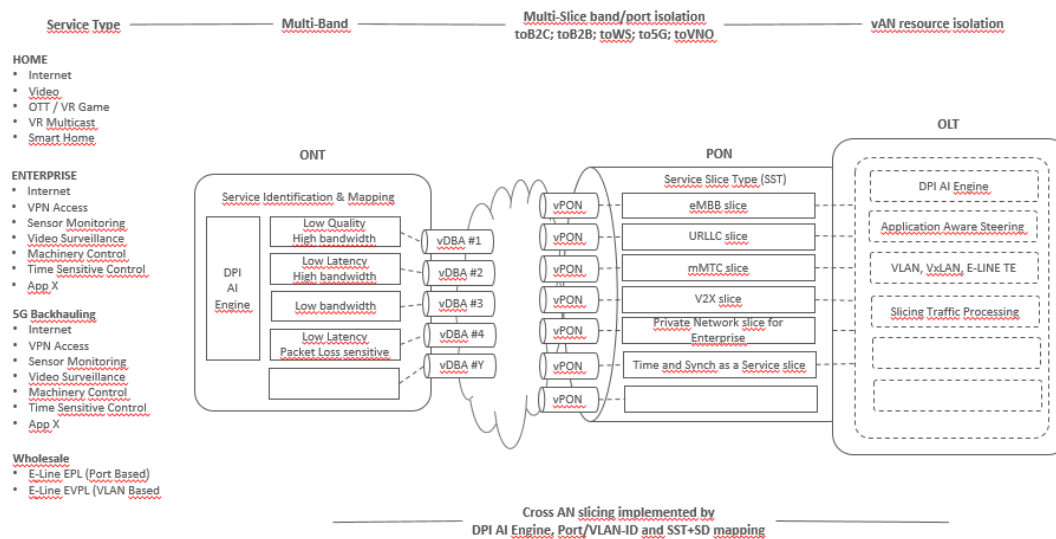 Service Type
Multi-Band
Multi-Slice band/port isolation
toB2C; toB2B; toWS; to5G; toVNO
vAN resource isolation
HOME
• Internet
• Video
• OTT / VR Game
• VR Multicast
• Smart Home
ENTERPRISE
• Internet
• VPN Access
• Sensor Monitoring
• Video Surveillance
• Machinery Control
• Time Sensitive Control
• App X
5G Backhauling
• Internet
• VPN Access
• Sensor Monitoring
• Video Surveillance
• Machinery Control
• Time Sensitive Control
• App X
Wholesale
• E-Line EPL (Port Based)
• E-Line EVPL (VLAN Based
ONT
Service Identification & Mapping
DPI
AI
Engine
Low Quality
High bandwidth
Low Latency
High bandwidth
Low bandwidth
Low Latency
Packet Loss sensitive
vDBA #1
vDBA #2
vDBA #3
vDBA #4
vDBA #Y
PON
Service Slice Type (SST)
vPON
eMBB slice
vPON
URLLC slice
vPON
mMTC slice
vPON
V2X slice
vPON
Private Network slice for
Enterprise
vPON
Time and Synch as a Service slice
vPON
OLT
DPI AI Engine
Application Aware Steering
VLAN, VxLAN, E-LINE TE
Slicing Traffic Processing
Cross AN slicing implemented by
DPI AI Engine, Port/VLAN-ID and SST+SD mapping